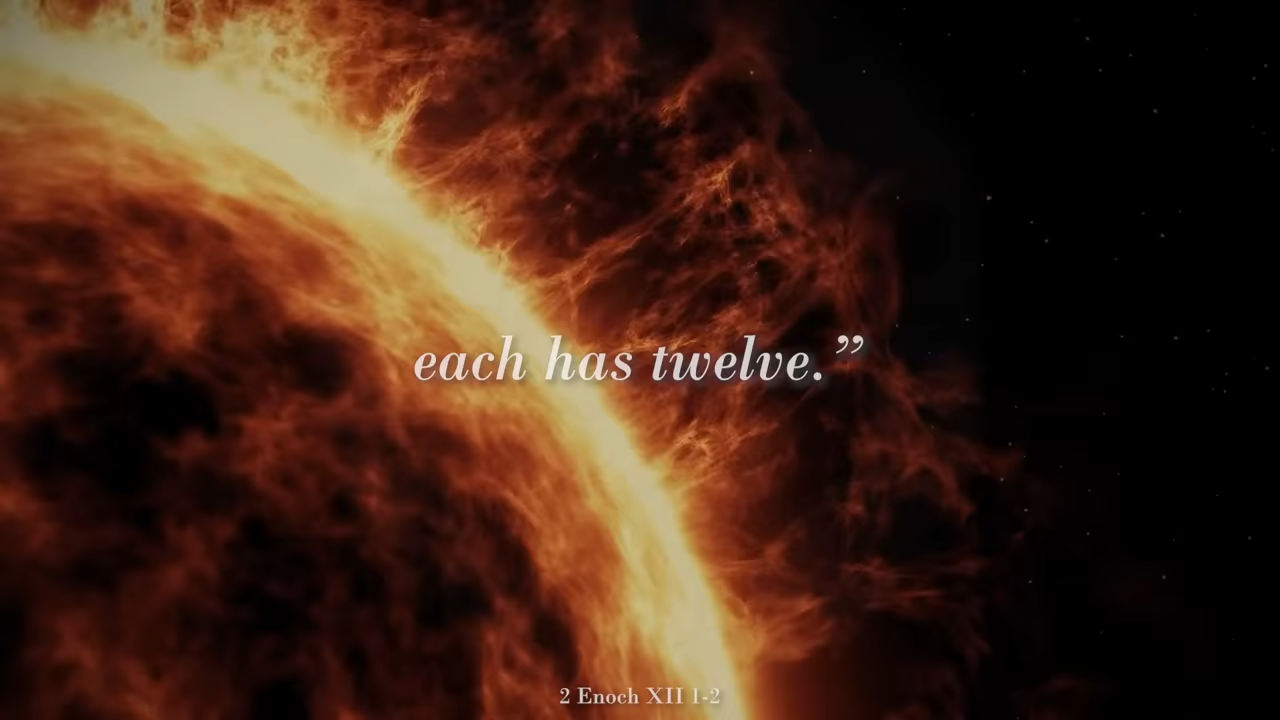 each has twelve.”
2 Enoch XII 1-2